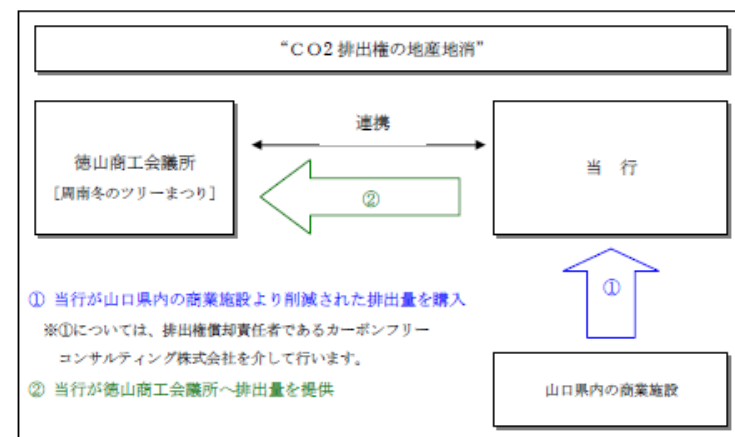 “CO2排出権の地産地消”
連携
徳山商工会議所
［周南冬のツリーまつり］
当　行
②
①
① 当行が山口県内の商業施設より削減された排出量を購入
※①については、排出権償却責任者であるカーボンフリー
コンサルティング株式会社を介して行います。
② 当行が徳山商工会議所へ排出量を提供
山口県内の商業施設